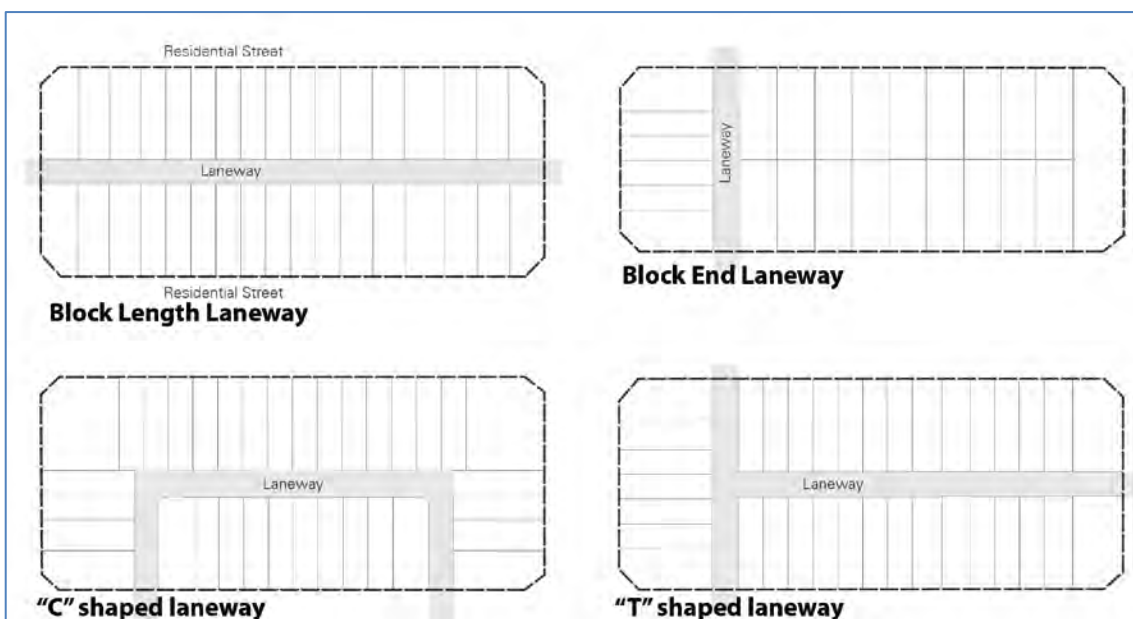 Residential Street
Laneway
Residential Street
Block Length Laneway
Laneway
Block End Laneway
Laneway
“C” shaped laneway
Laneway
“T” shaped laneway